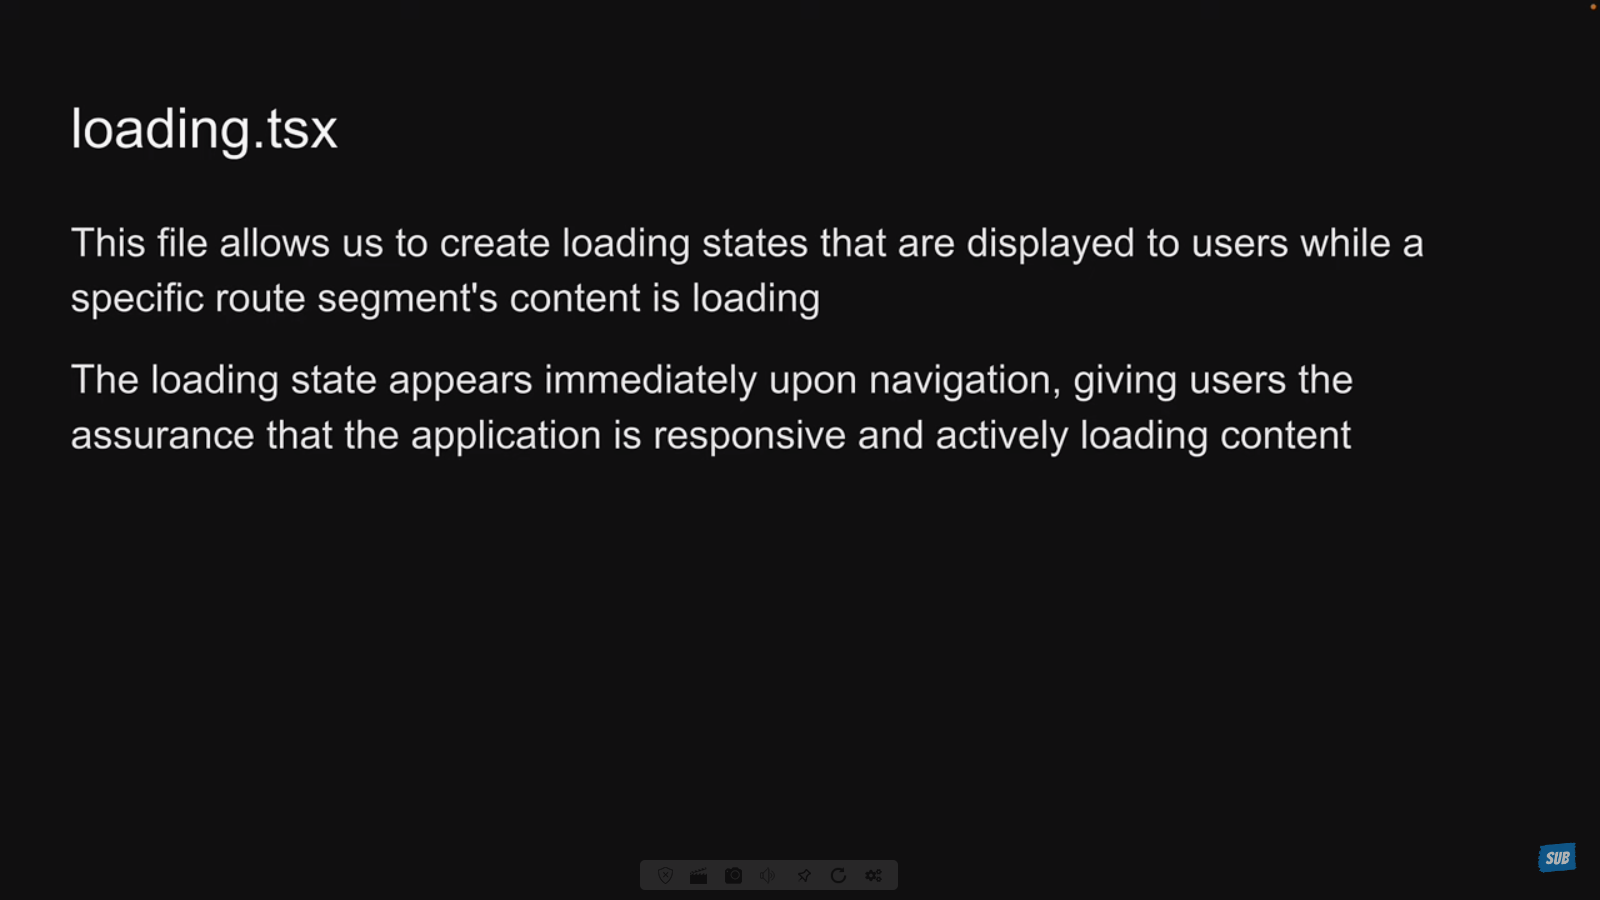 loading.tsx
This file allows us to create loading states that are displayed to users while a
specific route segment's content is loading
The loading state appears immediately upon navigation, giving users the
assurance that the application is responsive and actively loading content
SUB